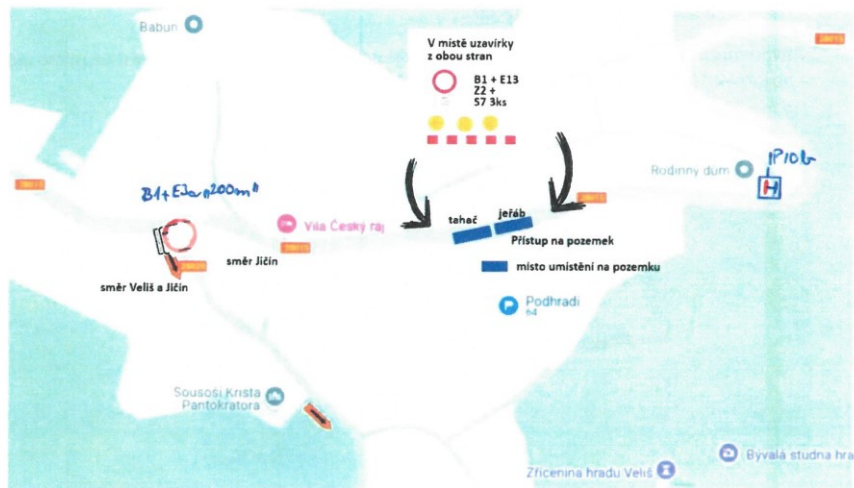 Babun
V místě uzavírky
z obou stran
B1 + E13
Z2 +
S7 3ks
Rodinný dům
IP10b
B1+E3a "200m"
Vila Český ráj
směr Jičín
tahač
jeřáb
Přístup na pozemek
místo umístění na pozemku
směr Veliš a Jičín
Podhradí
64
Sousoší Krista
Pantokratora
Zřícenina hradu Veliš
Bývalá studna hra